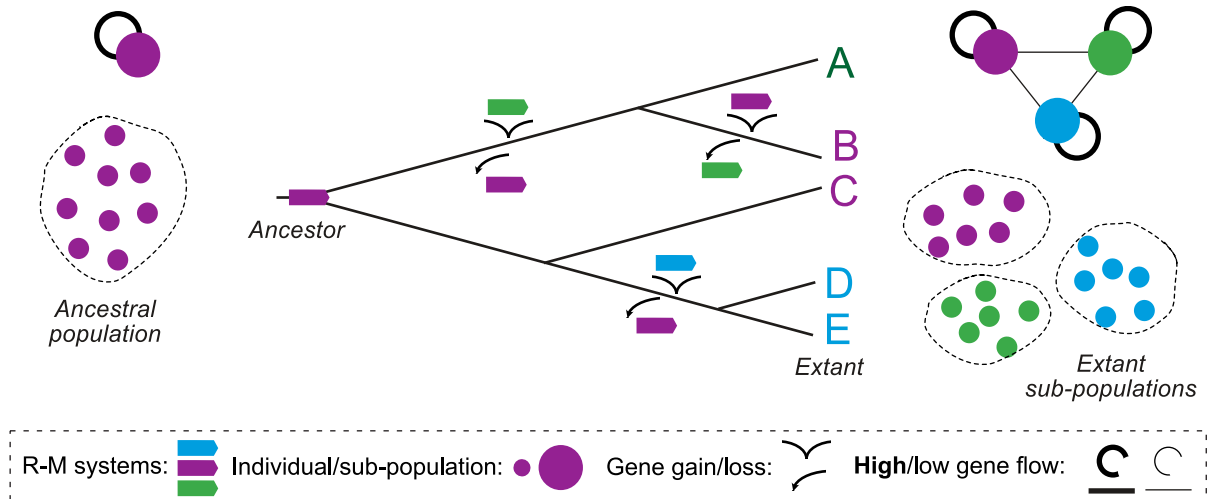 A
B
C
D
E
Ancestor
Ancestral
population
Extant
Extant
sub-populations
R-M systems:
Individual/sub-population:
Gene gain/loss:
High/low gene flow: